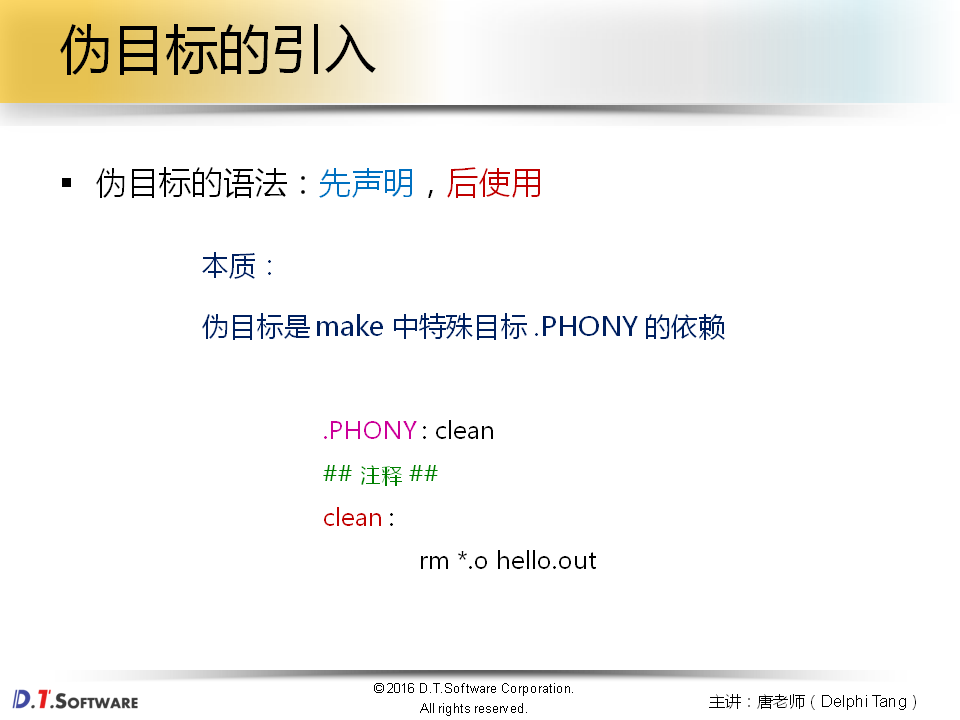 伪目标的引入
▪ 伪目标的语法：先声明，后使用
本质：
伪目标是 make 中特殊目标 .PHONY 的依赖
.PHONY : clean
## 注释 ##
clean :
rm *.o hello.out
D.T.SOFTWARE
©2016 D.T.Software Corporation.
All rights reserved.
主讲：唐老师（Delphi Tang）